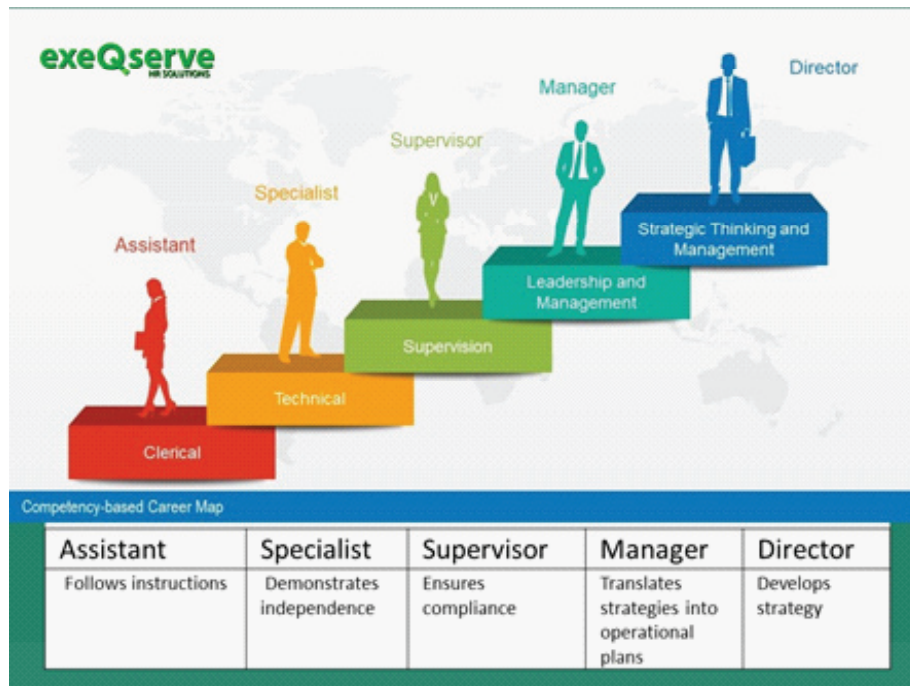 exeQserve
HR SOLUTIONS
Director
Manager
Supervisor
Specialist
Assistant
Strategic Thinking and
Management
Leadership and
Management
Supervision
Technical
Clerical
Competency-based Career Map
Assistant Specialist Supervisor Manager Director
Follows instructions
Demonstrates
independence
Ensures
compliance
Translates
strategies into
operational
plans
Develops
strategy